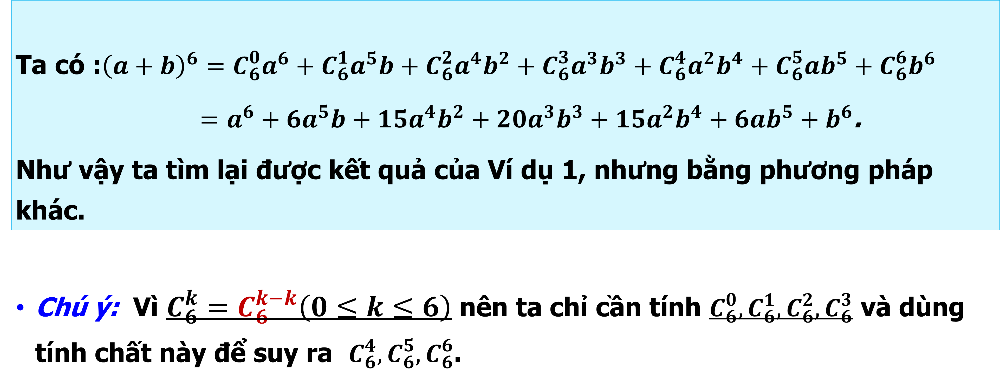 Ta có :$(a + b)^6 = C_6^0a^6 + C_6^1a^5b + C_6^2a^4b^2 + C_6^3a^3b^3 + C_6^4a^2b^4 + C_6^5ab^5 + C_6^6b^6$
$= a^6 + 6a^5b + 15a^4b^2 + 20a^3b^3 + 15a^2b^4 + 6ab^5 + b^6$.
Như vậy ta tìm lại được kết quả của Ví dụ 1, nhưng bằng phương pháp
khác.
• Chú ý: Vì $C_6^k = C_6^{k-k}(0 \leq k \leq 6)$ nên ta chỉ cần tính $C_6^0, C_6^1, C_6^2, C_6^3$ và dùng
tính chất này để suy ra $C_6^4, C_6^5, C_6^6$.